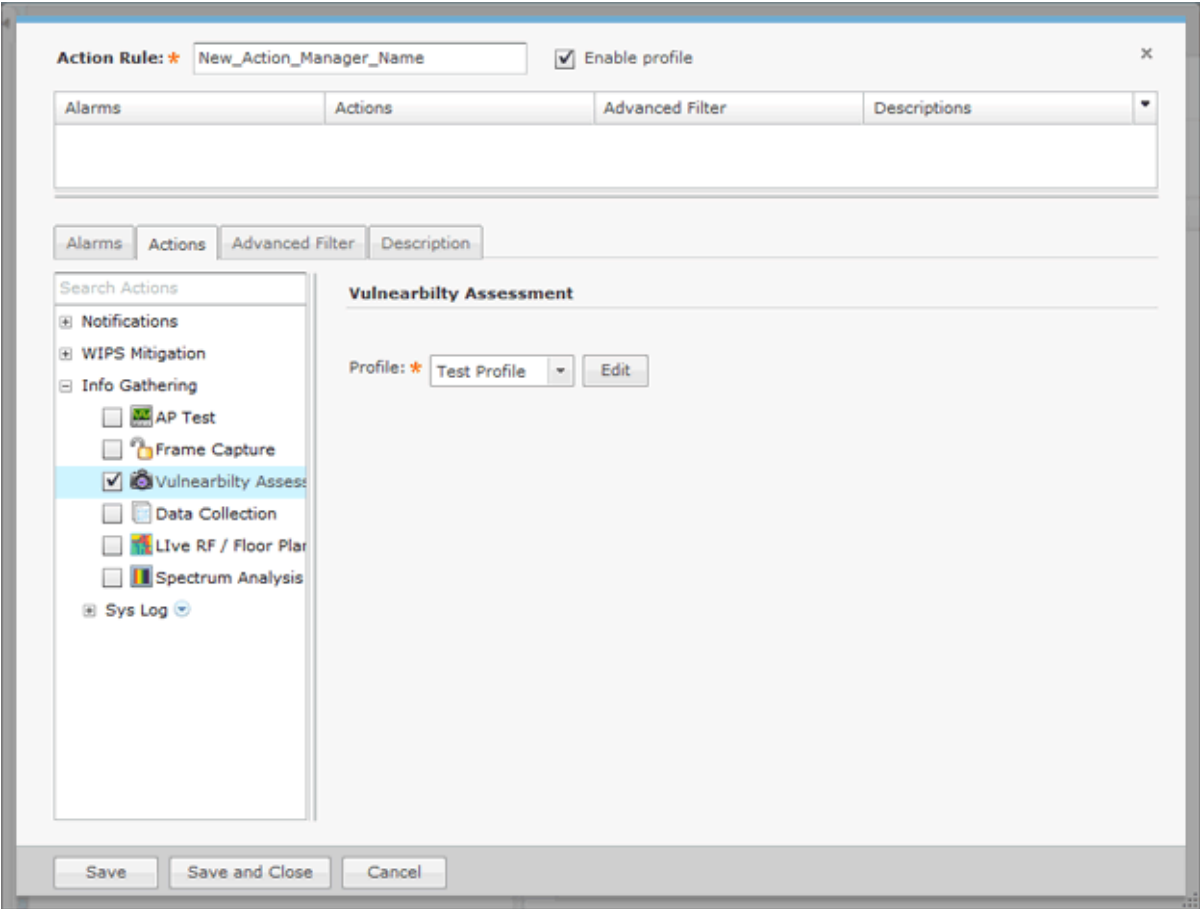 Action Rule: * New_Action_Manager_Name Enable profile
Alarms Actions Advanced Filter Descriptions
Alarms Actions Advanced Filter Description
Search Actions
Vulnearbilty Assessment
Notifications
WIPS Mitigation
Profile: * Test Profile Edit
Info Gathering
AP Test
Frame Capture
Vulnearbilty Assess
Data Collection
LIve RF / Floor Plan
Spectrum Analysis
Sys Log
Save Save and Close Cancel